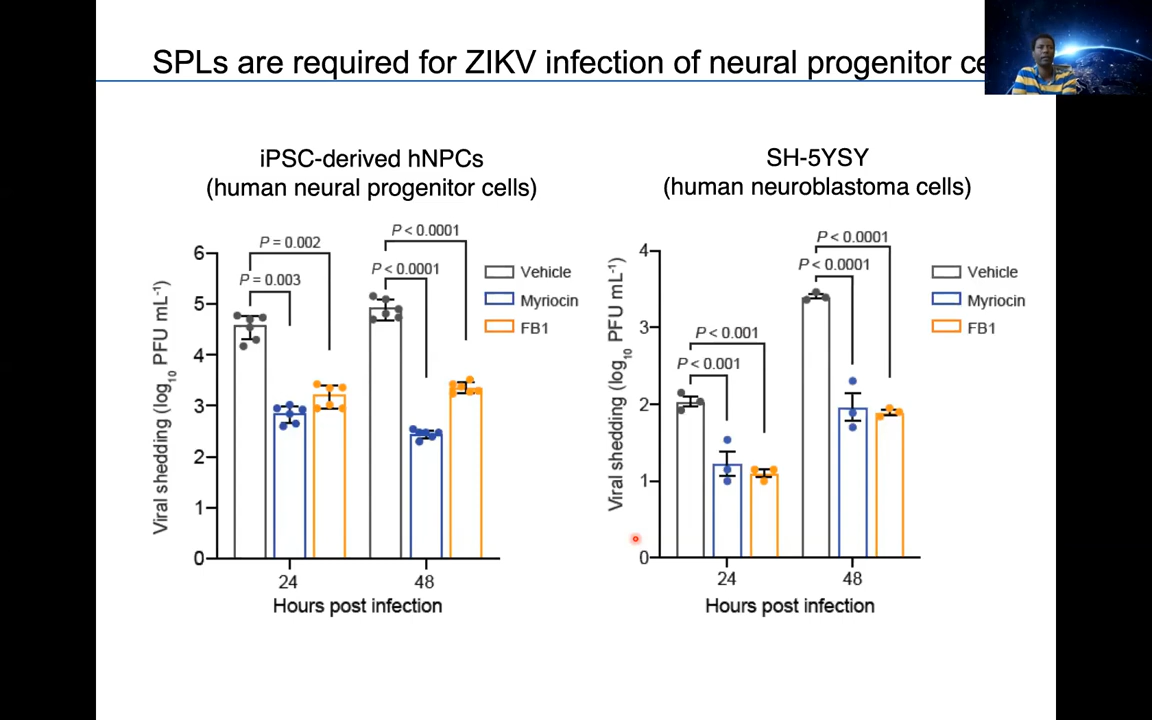 SPLs are required for ZIKV infection of neural progenitor
iPSC-derived hNPCs
(human neural progenitor cells)
Viral shedding (log10 PFU mL-1)
6
5
4
3
2
1
0
P = 0.002
P = 0.003
P < 0.0001
P < 0.0001
Vehicle
Myriocin
FB1
24
48
Hours post infection
SH-5YSY
(human neuroblastoma cells)
Viral shedding (log10 PFU mL-1)
4
3
2
1
0
P < 0.001
P < 0.001
P < 0.0001
P < 0.0001
Vehicle
Myriocin
FB1
24
48
Hours post infection